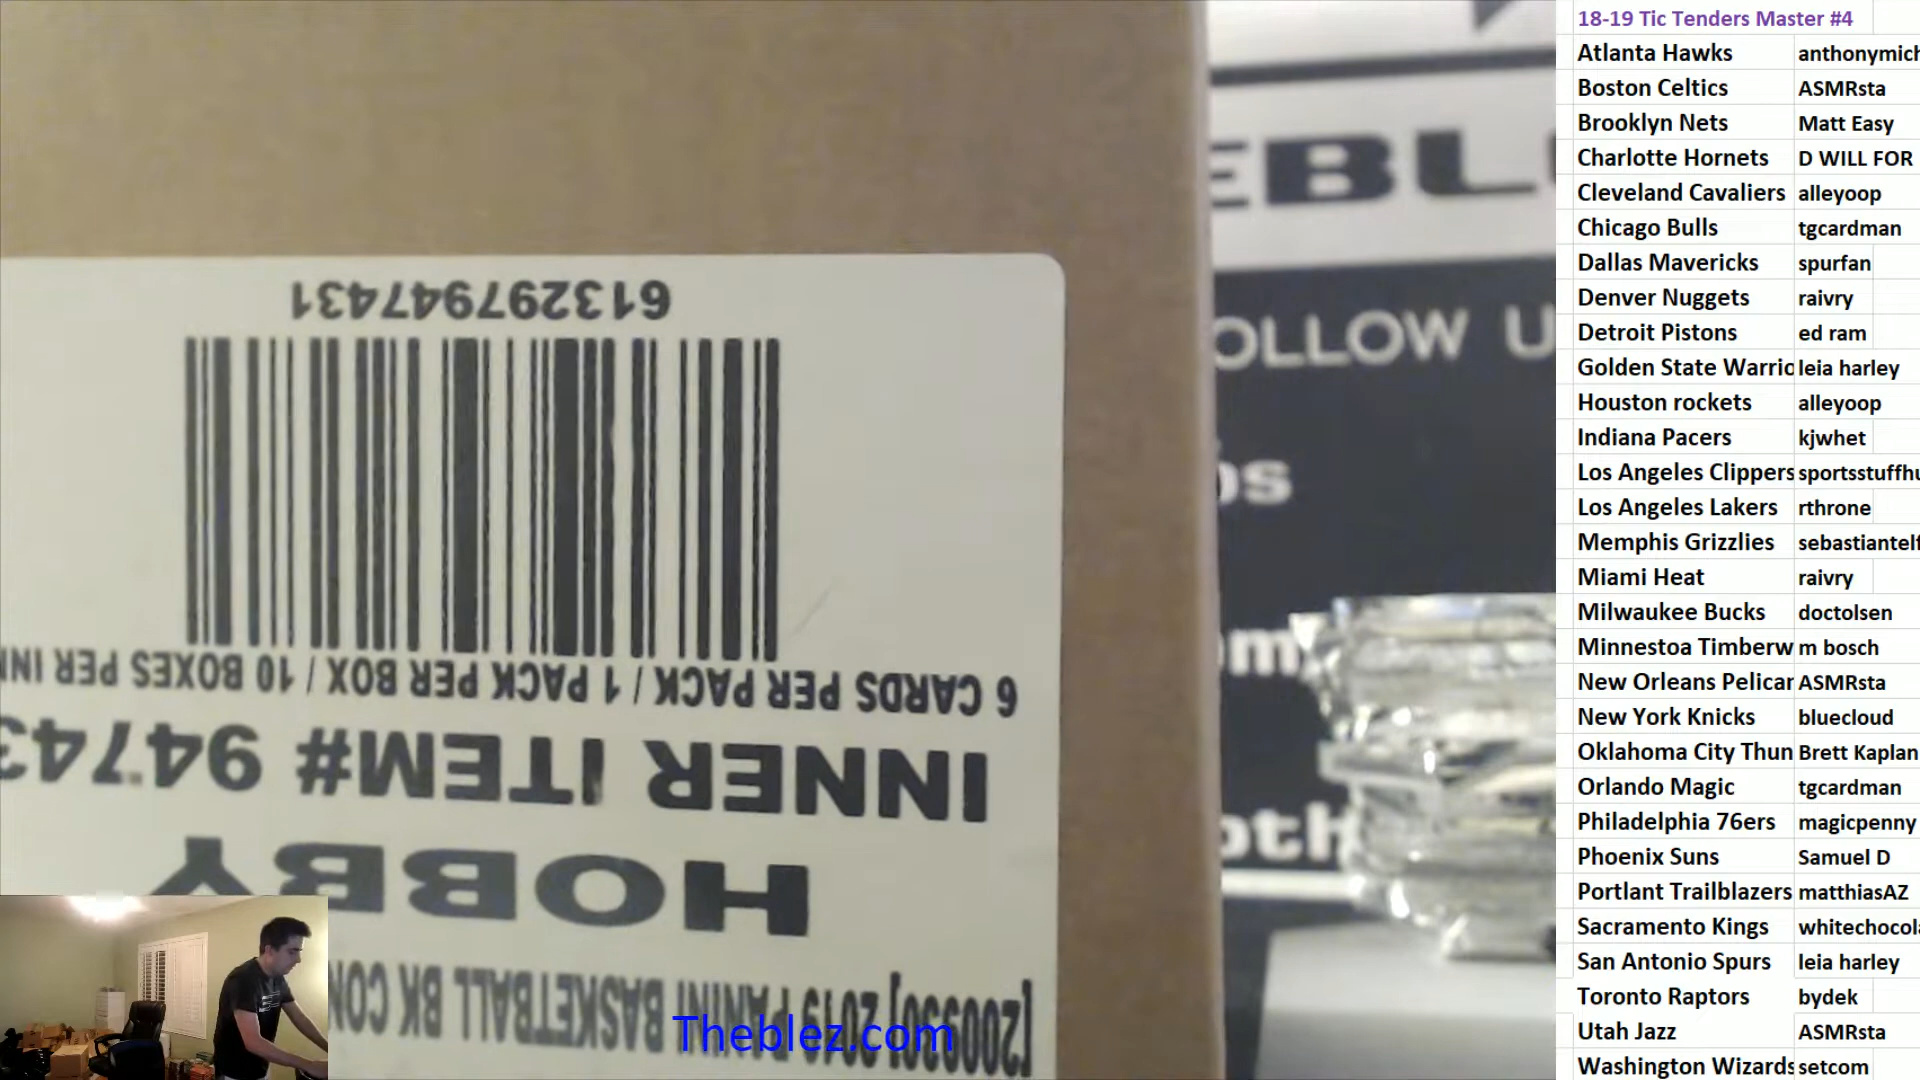 18-19 Tic Tenders Master #4
Atlanta Hawks anthonymich
Boston Celtics ASMRsta
Brooklyn Nets Matt Easy
Charlotte Hornets D WILL FOR
Cleveland Cavaliers alleyoop
Chicago Bulls tgcardman
Dallas Mavericks spurfan
Denver Nuggets raivry
Detroit Pistons ed ram
Golden State Warrio leia harley
Houston rockets alleyoop
Indiana Pacers kjwhet
Los Angeles Clippers sportsstuffhu
Los Angeles Lakers rthrone
Memphis Grizzlies sebastiantelf
Miami Heat raivry
Milwaukee Bucks doctolsen
Minnestoa Timberw m bosch
New Orleans Pelican ASMRsta
New York Knicks bluecloud
Oklahoma City Thun Brett Kaplan
Orlando Magic tgcardman
Philadelphia 76ers magicpenny
Phoenix Suns Samuel D
Portlant Trailblazers matthiasAZ
Sacramento Kings whitechocola
San Antonio Spurs leia harley
Toronto Raptors bydek
Utah Jazz ASMRsta
Washington Wizards setcom
[200930] 2019 PANINI BASKETBALL BK CON
HOBBY
INNER ITEM# 94743
6 CARDS PER PACK / 1 PACK PER BOX / 10 BOXES PER INN
613297947431
EBL
OLLOW U
Theblez.com